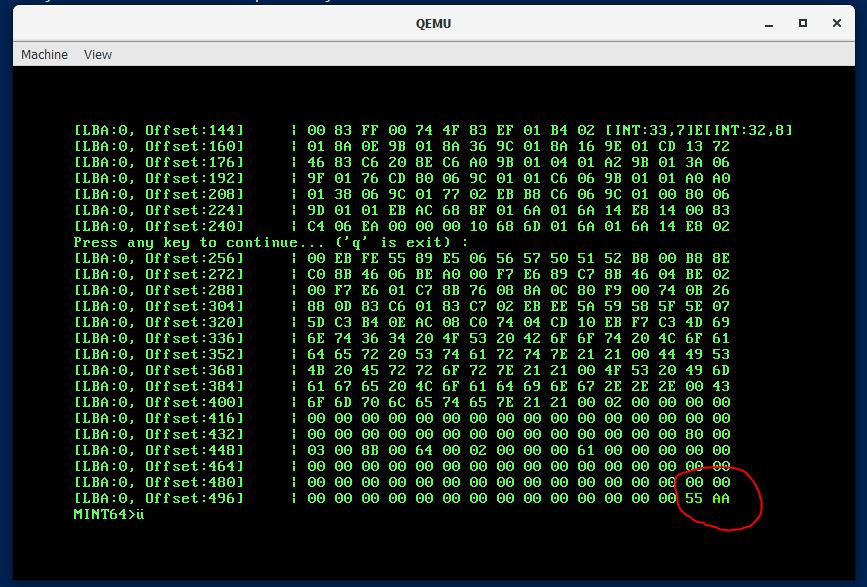 QEMU
Machine View
[LBA:0, Offset:144] | 00 83 FF 00 74 4F 83 EF 01 B4 02 [INT:33,7]E[INT:32,8]
[LBA:0, Offset:160] | 01 8A 0E 9B 01 8A 36 9C 01 8A 16 9E 01 CD 13 72
[LBA:0, Offset:176] | 46 83 C6 20 8E C6 A0 9B 01 04 01 A2 9B 01 3A 06
[LBA:0, Offset:192] | 9F 01 76 CD 80 06 9C 01 01 C6 06 9B 01 01 A0 A0
[LBA:0, Offset:208] | 01 38 06 9C 01 77 02 EB B8 C6 06 9C 01 00 80 06
[LBA:0, Offset:224] | 9D 01 01 EB AC 68 8F 01 6A 01 6A 14 E8 14 00 83
[LBA:0, Offset:240] | C4 06 EA 00 00 00 10 68 6D 01 6A 01 6A 14 E8 02
Press any key to continue... ('q' is exit) :
[LBA:0, Offset:256] | 00 EB FE 55 89 E5 06 56 57 50 51 52 B8 00 B8 8E
[LBA:0, Offset:272] | C0 8B 46 06 BE A0 00 F7 E6 89 C7 8B 46 04 BE 02
[LBA:0, Offset:288] | 00 F7 E6 01 C7 8B 76 08 8A 0C 80 F9 00 74 0B 26
[LBA:0, Offset:304] | 88 0D 83 C6 01 83 C7 02 EB EE 5A 59 58 5F 5E 07
[LBA:0, Offset:320] | 5D C3 B4 0E AC 08 C0 74 04 CD 10 EB F7 C3 4D 69
[LBA:0, Offset:336] | 6E 74 36 34 20 4F 53 20 42 6F 6F 74 20 4C 6F 61
[LBA:0, Offset:352] | 64 65 72 20 53 74 61 72 74 7E 21 21 00 44 49 53
[LBA:0, Offset:368] | 4B 20 45 72 72 6F 72 7E 21 21 00 4F 53 20 49 6D
[LBA:0, Offset:384] | 61 67 65 20 4C 6F 61 64 69 6E 67 2E 2E 2E 00 43
[LBA:0, Offset:400] | 6F 6D 70 6C 65 74 65 7E 21 21 00 02 00 00 00 00
[LBA:0, Offset:416] | 00 00 00 00 00 00 00 00 00 00 00 00 00 00 00 00
[LBA:0, Offset:432] | 00 00 00 00 00 00 00 00 00 00 00 00 00 00 80 00
[LBA:0, Offset:448] | 03 00 8B 00 64 00 02 00 00 00 00 61 00 00 00 00
[LBA:0, Offset:464] | 00 00 00 00 00 00 00 00 00 00 00 00 00 00 00 00
[LBA:0, Offset:480] | 00 00 00 00 00 00 00 00 00 00 00 00 00 00 00 00
[LBA:0, Offset:496] | 00 00 00 00 00 00 00 00 00 00 00 00 00 00 55 AA
MINT64>ü